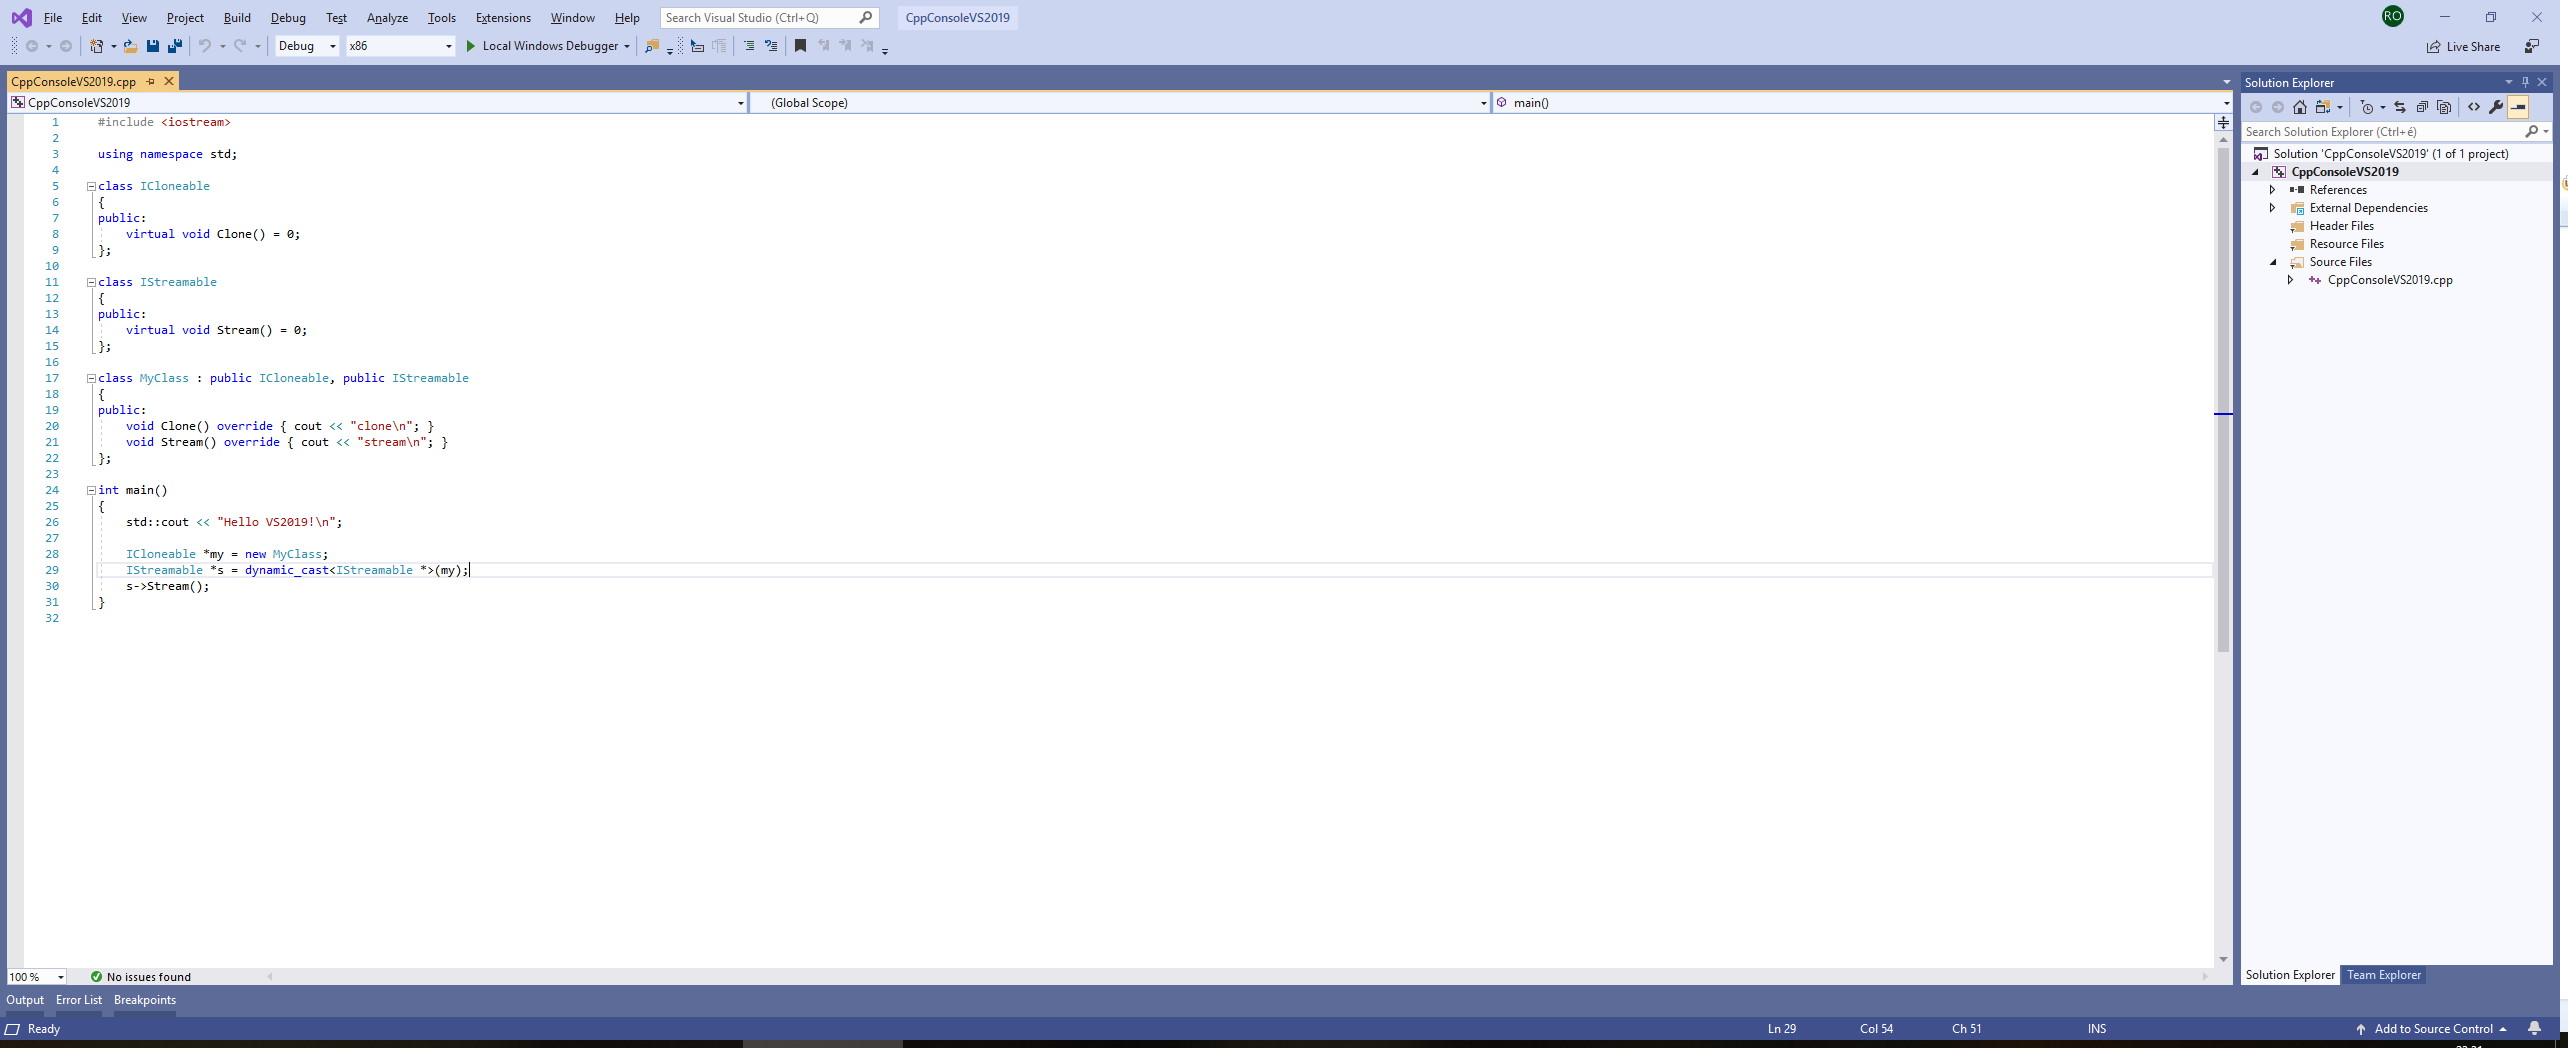 File Edit View Project Build Debug Test Analyze Tools Extensions Window Help Search Visual Studio (Ctrl+Q) CppConsoleVS2019 RO
Debug x86 Local Windows Debugger Live Share
CppConsoleVS2019.cpp
CppConsoleVS2019 (Global Scope) main()
1 #include <iostream>
2
3 using namespace std;
4
5 class ICloneable
6 {
7 public:
8 virtual void Clone() = 0;
9 };
10
11 class IStreamable
12 {
13 public:
14 virtual void Stream() = 0;
15 };
16
17 class MyClass : public ICloneable, public IStreamable
18 {
19 public:
20 void Clone() override { cout << "clone\n"; }
21 void Stream() override { cout << "stream\n"; }
22 };
23
24 int main()
25 {
26 std::cout << "Hello VS2019!\n";
27
28 ICloneable *my = new MyClass;
29 IStreamable *s = dynamic_cast<IStreamable *>(my);
30 s->Stream();
31 }
32
100 % No issues found
Solution Explorer
Search Solution Explorer (Ctrl+é)
Solution 'CppConsoleVS2019' (1 of 1 project)
CppConsoleVS2019
References
External Dependencies
Header Files
Resource Files
Source Files
CppConsoleVS2019.cpp
Solution Explorer Team Explorer
Output Error List Breakpoints
Ready Ln 29 Col 54 Ch 51 INS Add to Source Control